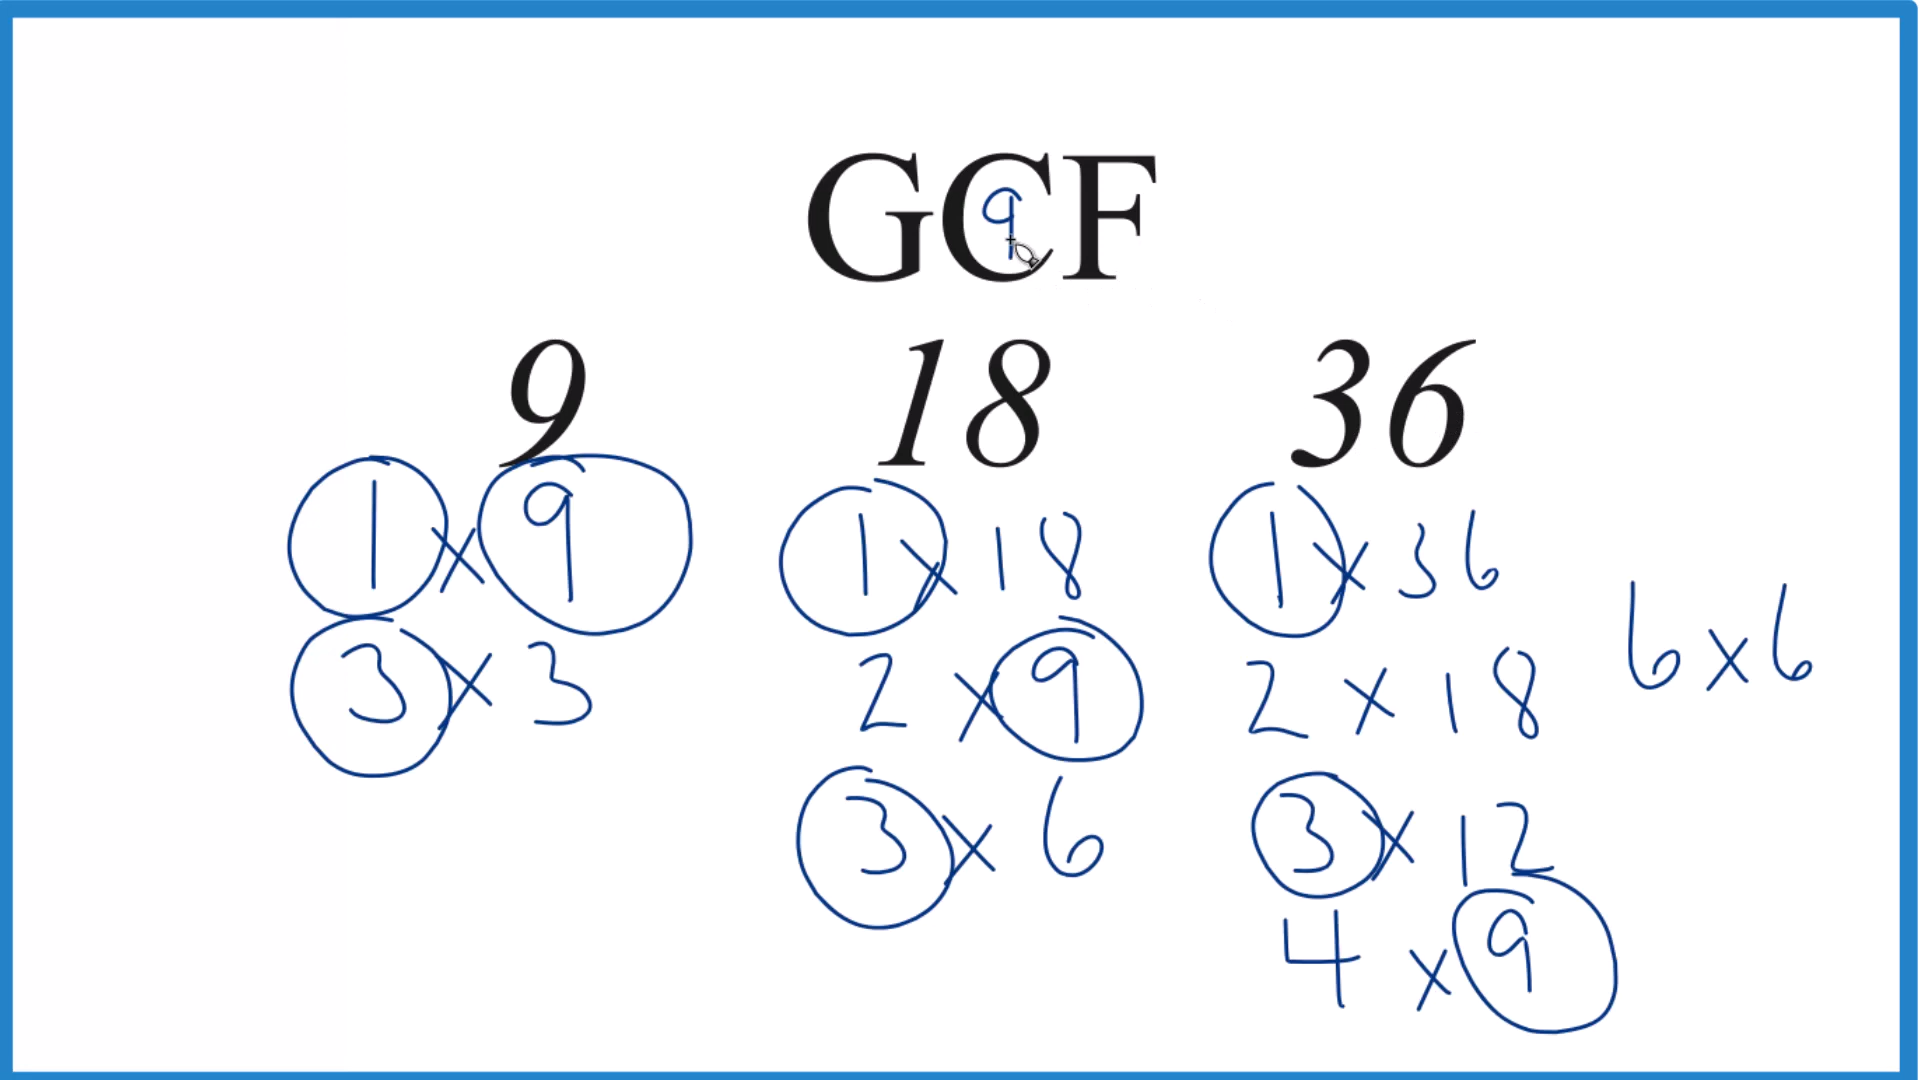 GCF
9
9 18 36
1 x 9 1 x 18 1 x 36
3 x 3 2 x 9 2 x 18 6 x 6
3 x 6 3 x 12
4 x 9